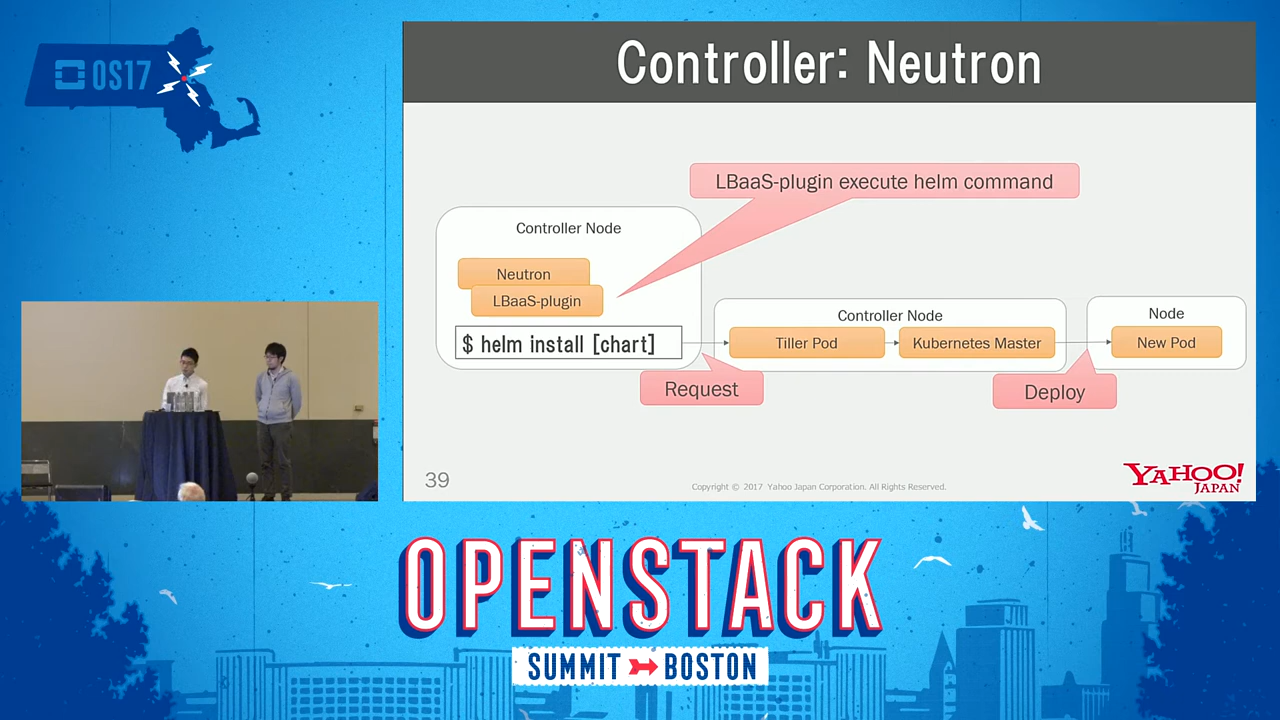 OS17
Controller: Neutron
LBaaS-plugin execute helm command
Controller Node
Neutron
LBaaS-plugin
$ helm install [chart]
Controller Node
Tiller Pod
Kubernetes Master
Node
New Pod
Request
Deploy
39
Copyright © 2017 Yahoo Japan Corporation. All Rights Reserved.
YAHOO!
JAPAN
OPENSTACK
SUMMIT BOSTON